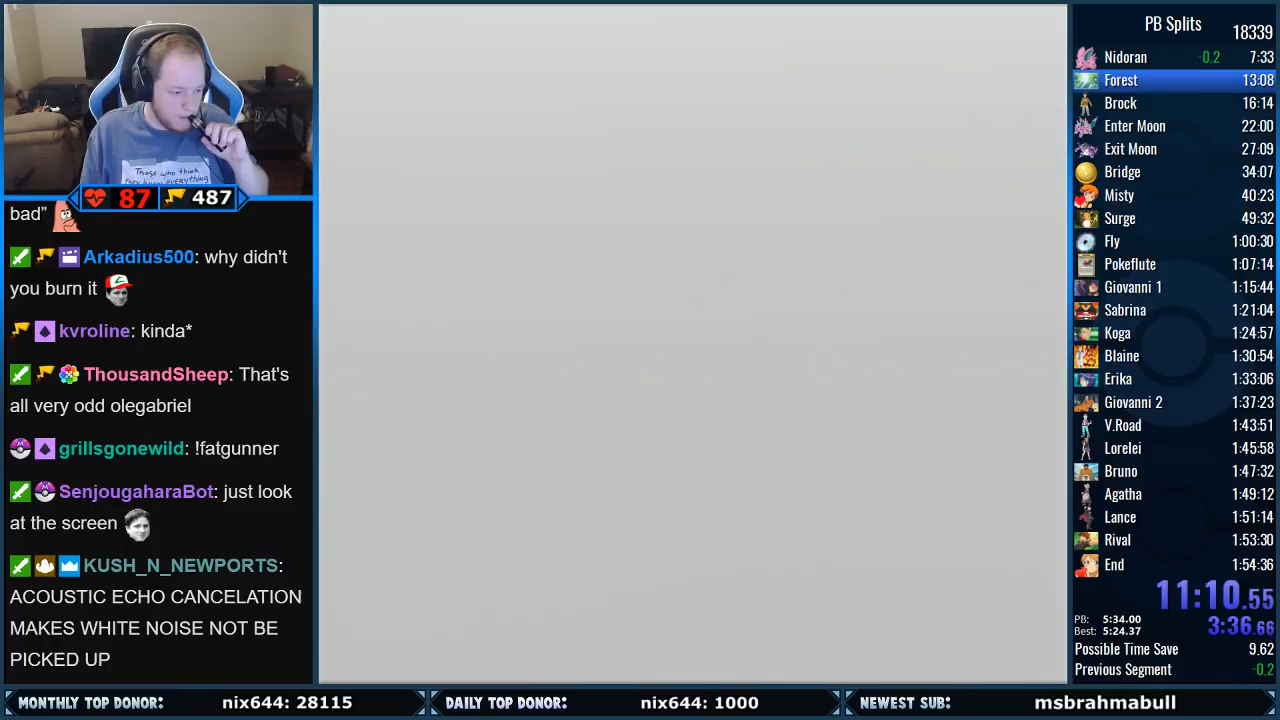 Those who think
they know everything
87
487
bad"
Arkadius500: why didn't
you burn it
kvroline: kinda*
ThousandSheep: That's
all very odd olegabriel
grillsgonewild: !fatgunner
SenjougaharaBot: just look
at the screen
KUSH_N_NEWPORTS:
ACOUSTIC ECHO CANCELATION
MAKES WHITE NOISE NOT BE
PICKED UP
PB Splits
18339
Nidoran -0.2 7:33
Forest 13:08
Brock 16:14
Enter Moon 22:00
Exit Moon 27:09
Bridge 34:07
Misty 40:23
Surge 49:32
Fly 1:00:30
Pokeflute 1:07:14
Giovanni 1 1:15:44
Sabrina 1:21:04
Koga 1:24:57
Blaine 1:30:54
Erika 1:33:06
Giovanni 2 1:37:23
V.Road 1:43:51
Lorelei 1:45:58
Bruno 1:47:32
Agatha 1:49:12
Lance 1:51:14
Rival 1:53:30
End 1:54:36
11:10.55
PB: 5:34.00
Best: 5:24.37
3:36.66
Possible Time Save 9.62
Previous Segment -0.2
MONTHLY TOP DONOR: nix644: 28115
DAILY TOP DONOR: nix644: 1000
NEWEST SUB: msbrahmabull